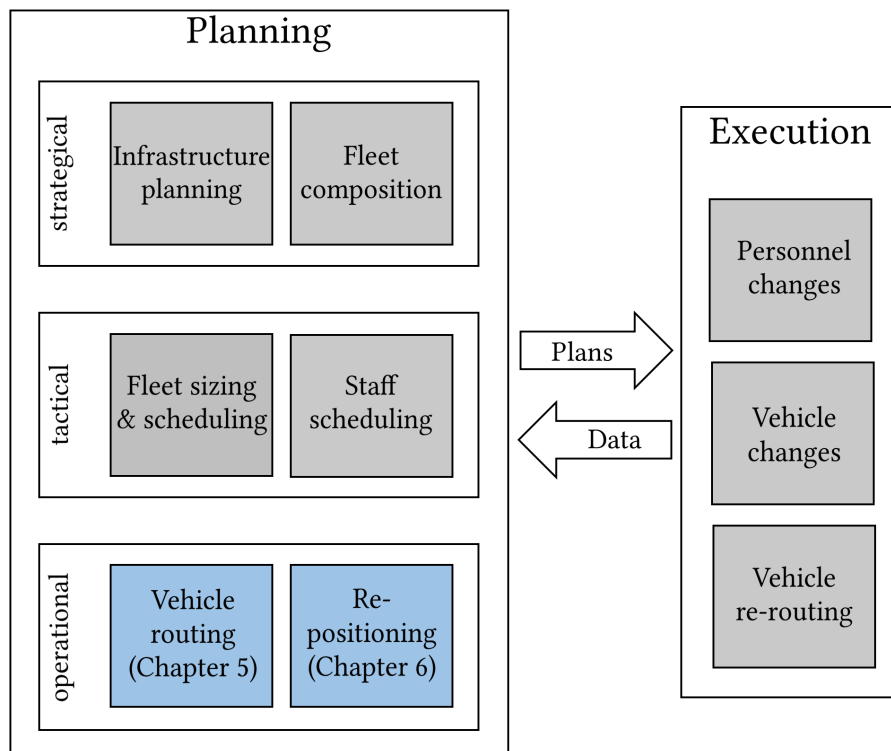 Planning
strategical
Infrastructure
planning
Fleet
composition
tactical
Fleet sizing
& scheduling
Staff
scheduling
operational
Vehicle
routing
(Chapter 5)
Re-
positioning
(Chapter 6)
Plans
Data
Execution
Personnel
changes
Vehicle
changes
Vehicle
re-routing